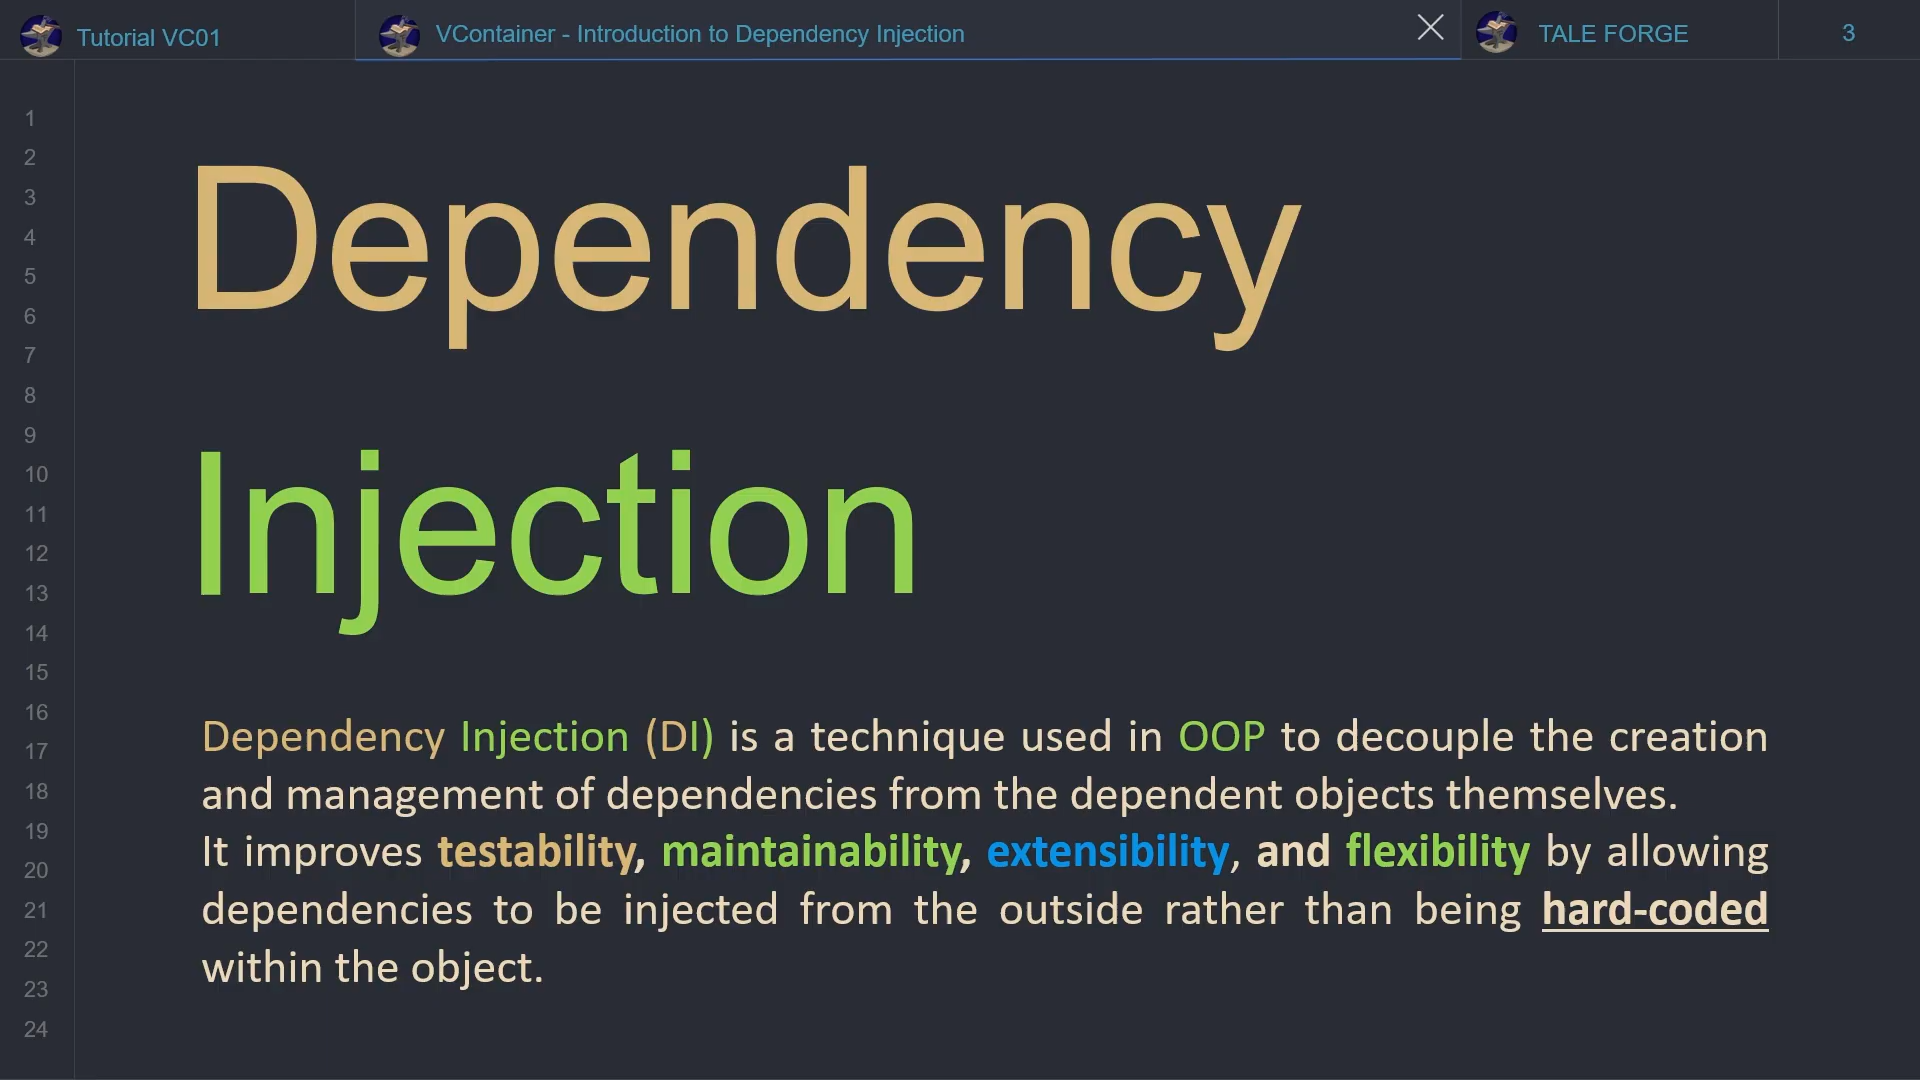 Tutorial VC01
VContainer - Introduction to Dependency Injection
TALE FORGE
3
1
2
3
4
5
6
7
8
9
10
11
12
13
14
15
16
17
18
19
20
21
22
23
24
Dependency
Injection
Dependency Injection (DI) is a technique used in OOP to decouple the creation
and management of dependencies from the dependent objects themselves.
It improves testability, maintainability, extensibility, and flexibility by allowing
dependencies to be injected from the outside rather than being hard-coded
within the object.